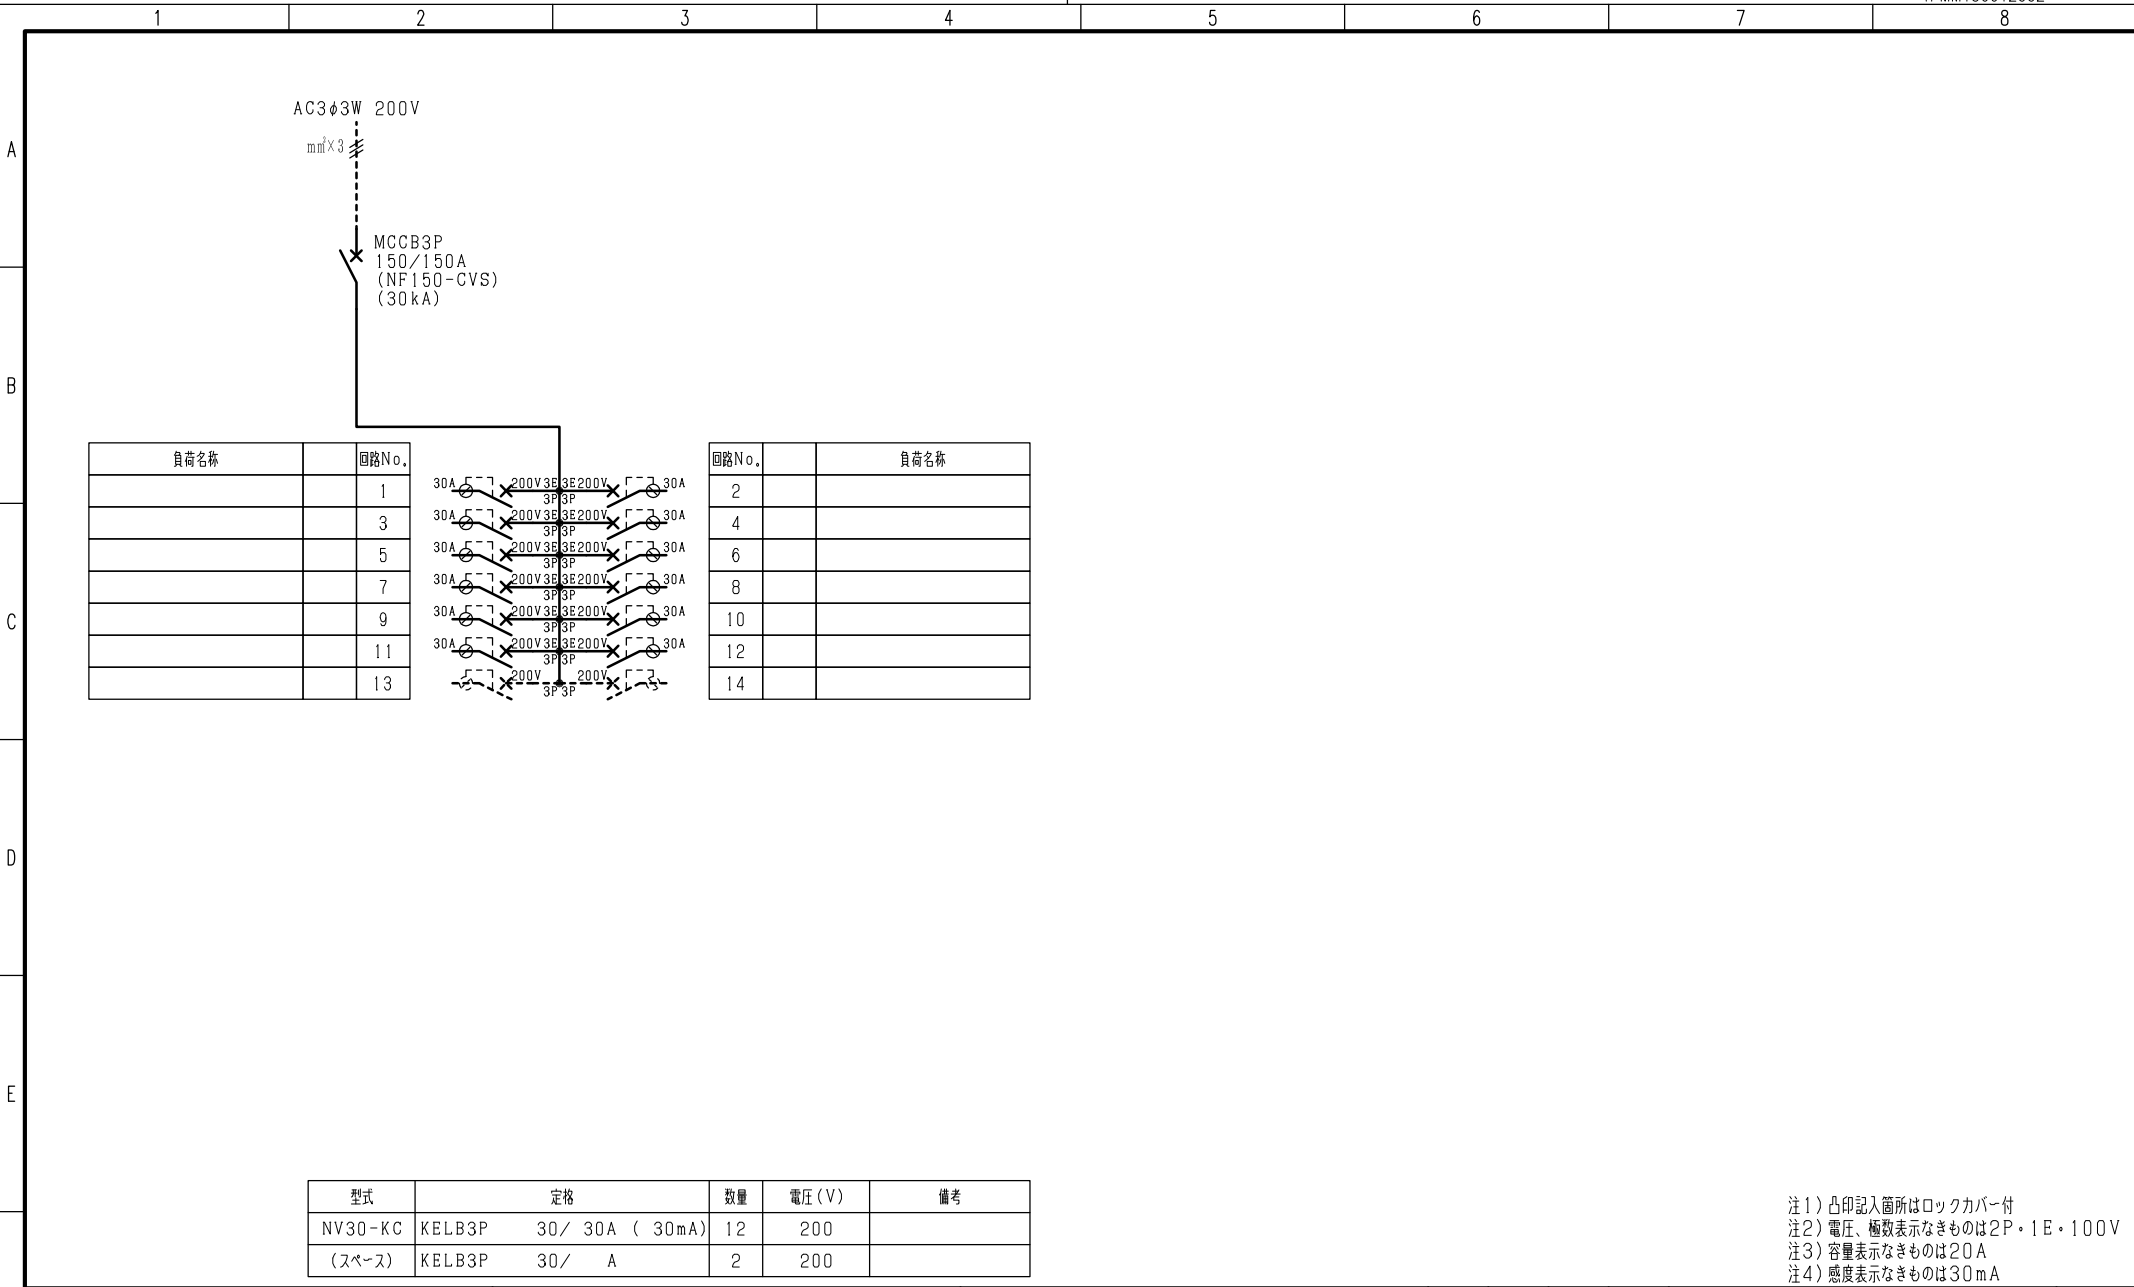 1 2 3 4 5 6 7 8
A
B
C
D
E
AC3φ3W 200V
mm²×3
MCCB3P
150/150A
(NF150-CVS)
(30kA)
負荷名称 回路No. 回路No. 負荷名称
1 30A 200V 3E 3E 200V 30A 2
3P 3P
3 30A 200V 3E 3E 200V 30A 4
3P 3P
5 30A 200V 3E 3E 200V 30A 6
3P 3P
7 30A 200V 3E 3E 200V 30A 8
3P 3P
9 30A 200V 3E 3E 200V 30A 10
3P 3P
11 30A 200V 3E 3E 200V 30A 12
3P 3P
13 200V 200V 14
3P 3P
型式 定格 数量 電圧(V) 備考
NV30-KC KELB3P 30/ 30A ( 30mA) 12 200
(スペース) KELB3P 30/ A 2 200
注1) 凸印記入箇所はロックカバー付
注2) 電圧、極数表示なきものは2P・1E・100V
注3) 容量表示なきものは20A
注4) 感度表示なきものは30mA